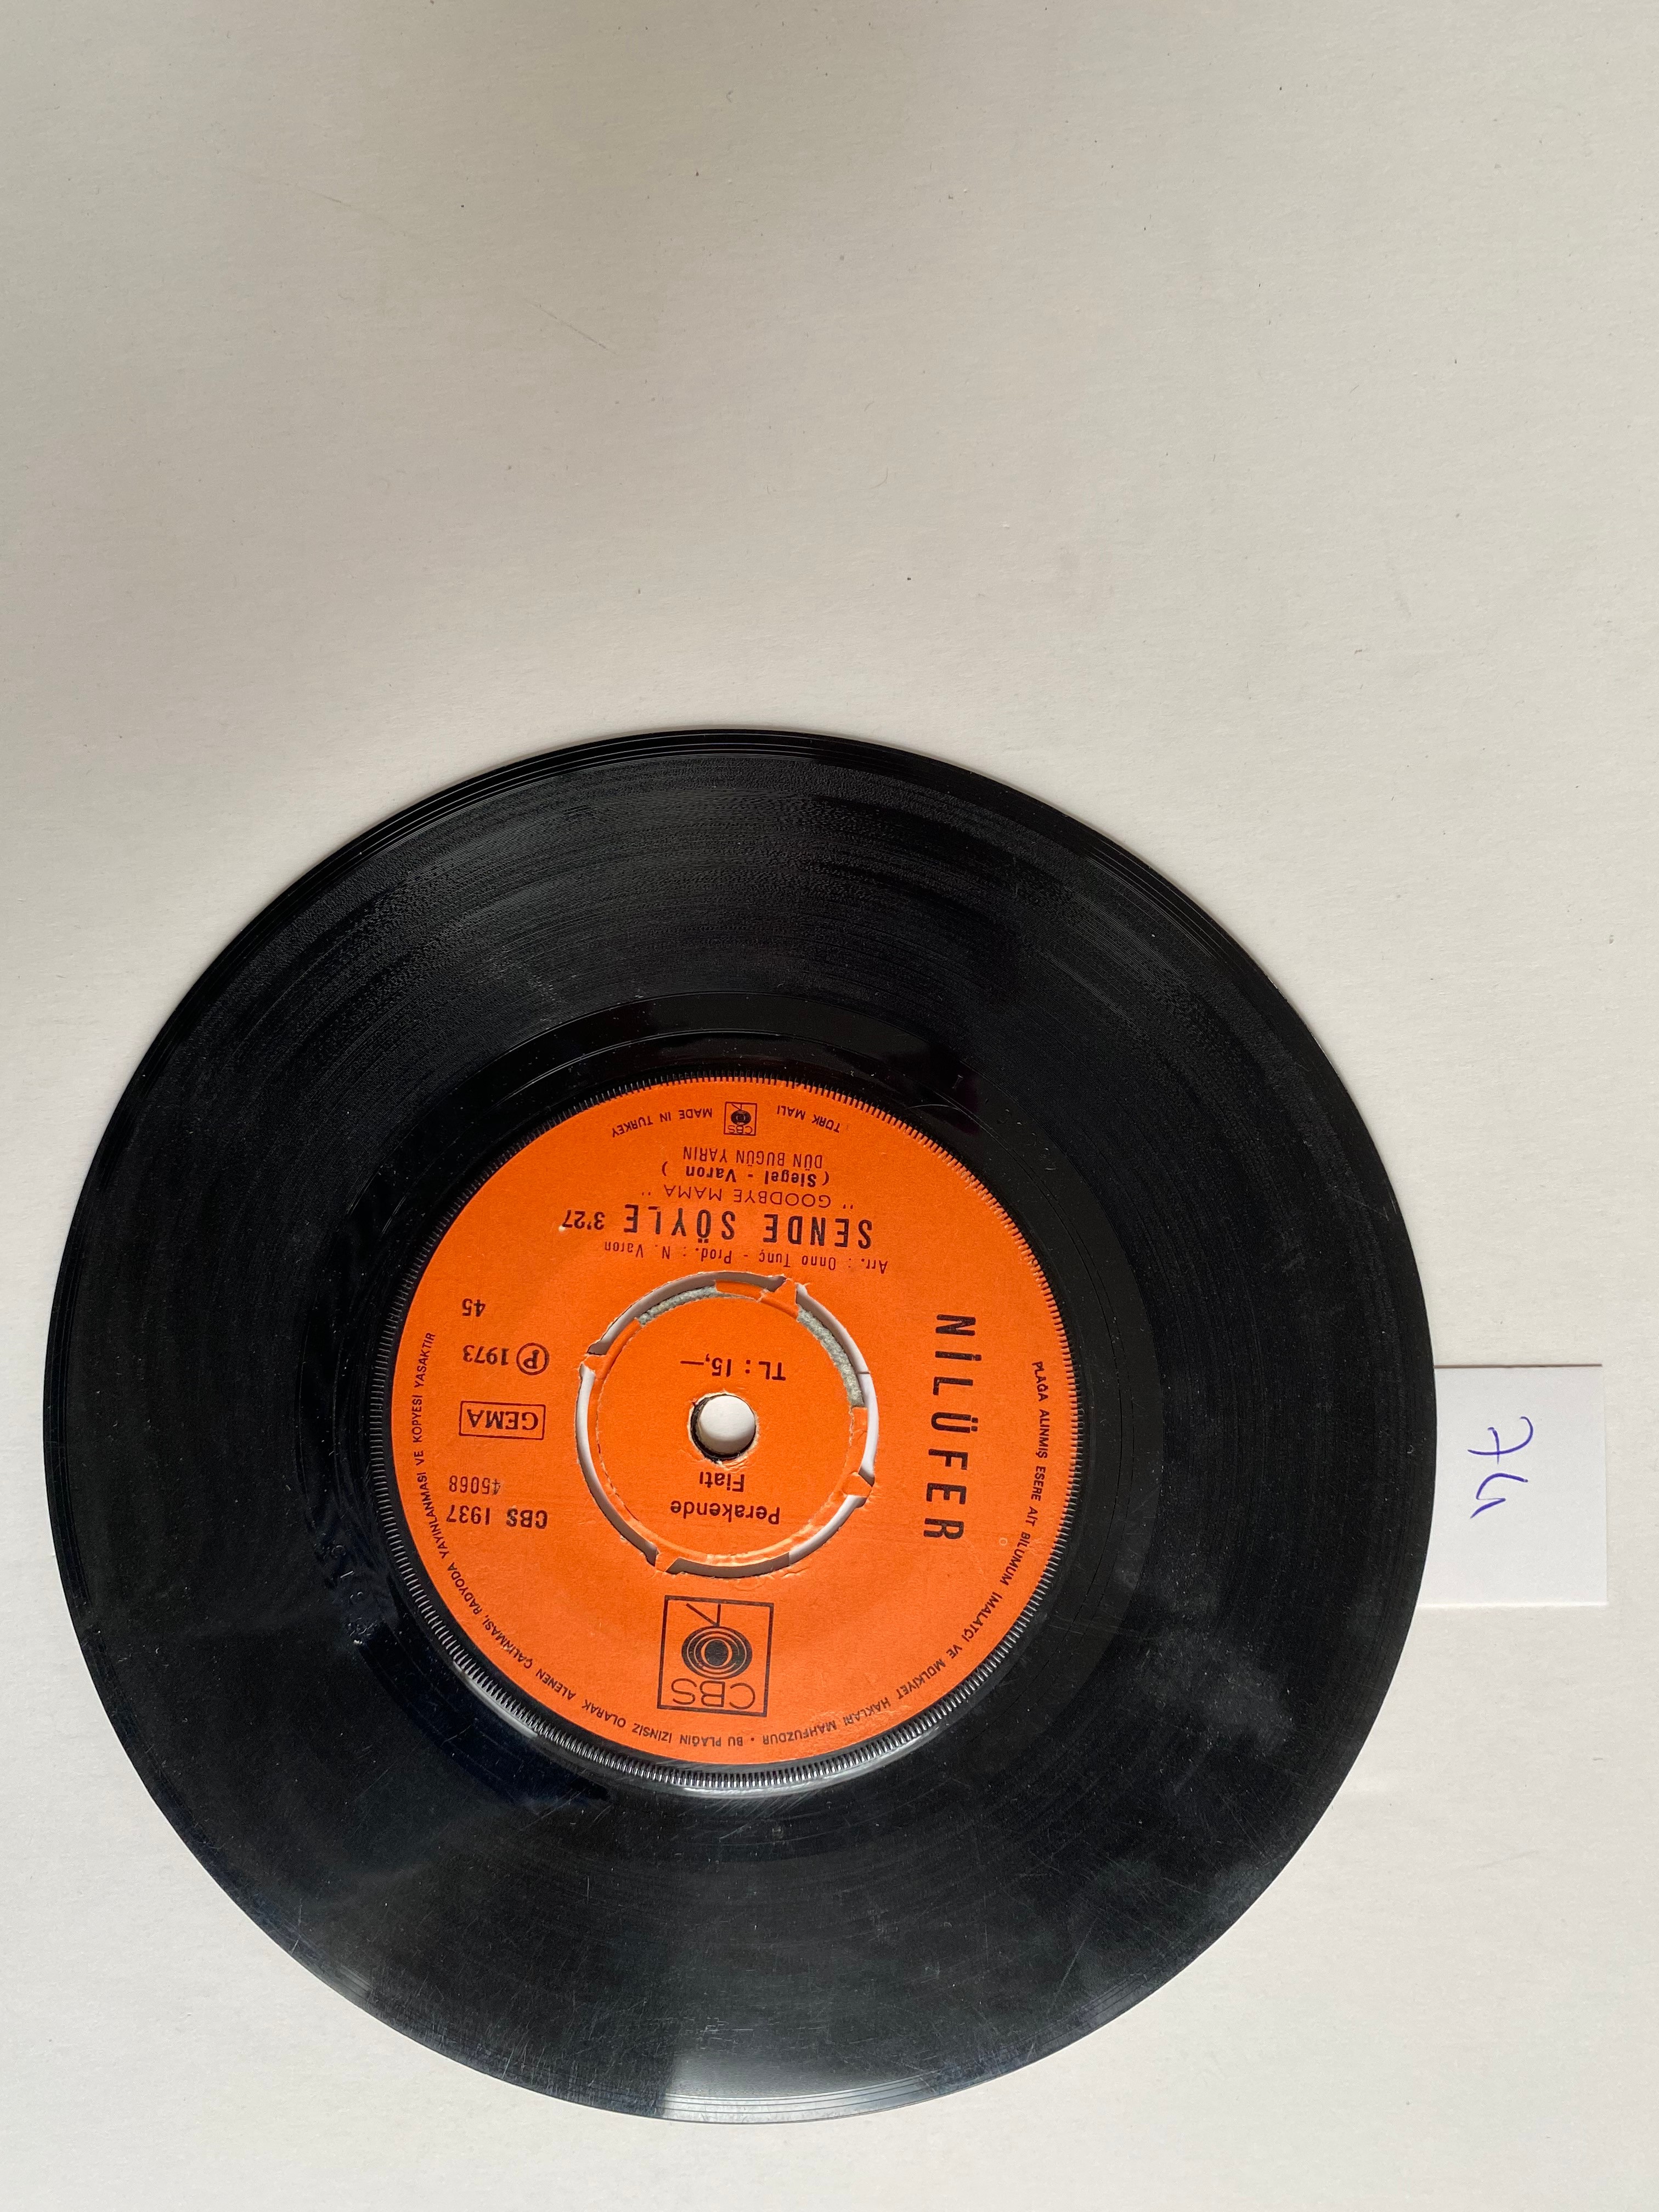 PLAĞA ALINMIŞ ESERE AİT BİLUMUM İMALATÇI VE MÜLKİYET HAKLARI MAHFUZDUR • BU PLAĞIN İZİNSİZ OLARAK ALENEN ÇALINMASI, RADYODA YAYINLANMASI VE KOPYESİ YASAKTIR
CBS
NİLÜFER
CBS 1937
45068
GEMA
Ⓟ 1973
45
Perakende
Fiatı
TL : 15,—
Arr. : Onno Tunç - Prod. : N. Varon
SENDE SÖYLE 3'27
" GOODBYE MAMA "
( Siegel - Varon )
DÜN BUGÜN YARIN
TÜRK MALI CBS MADE IN TURKEY